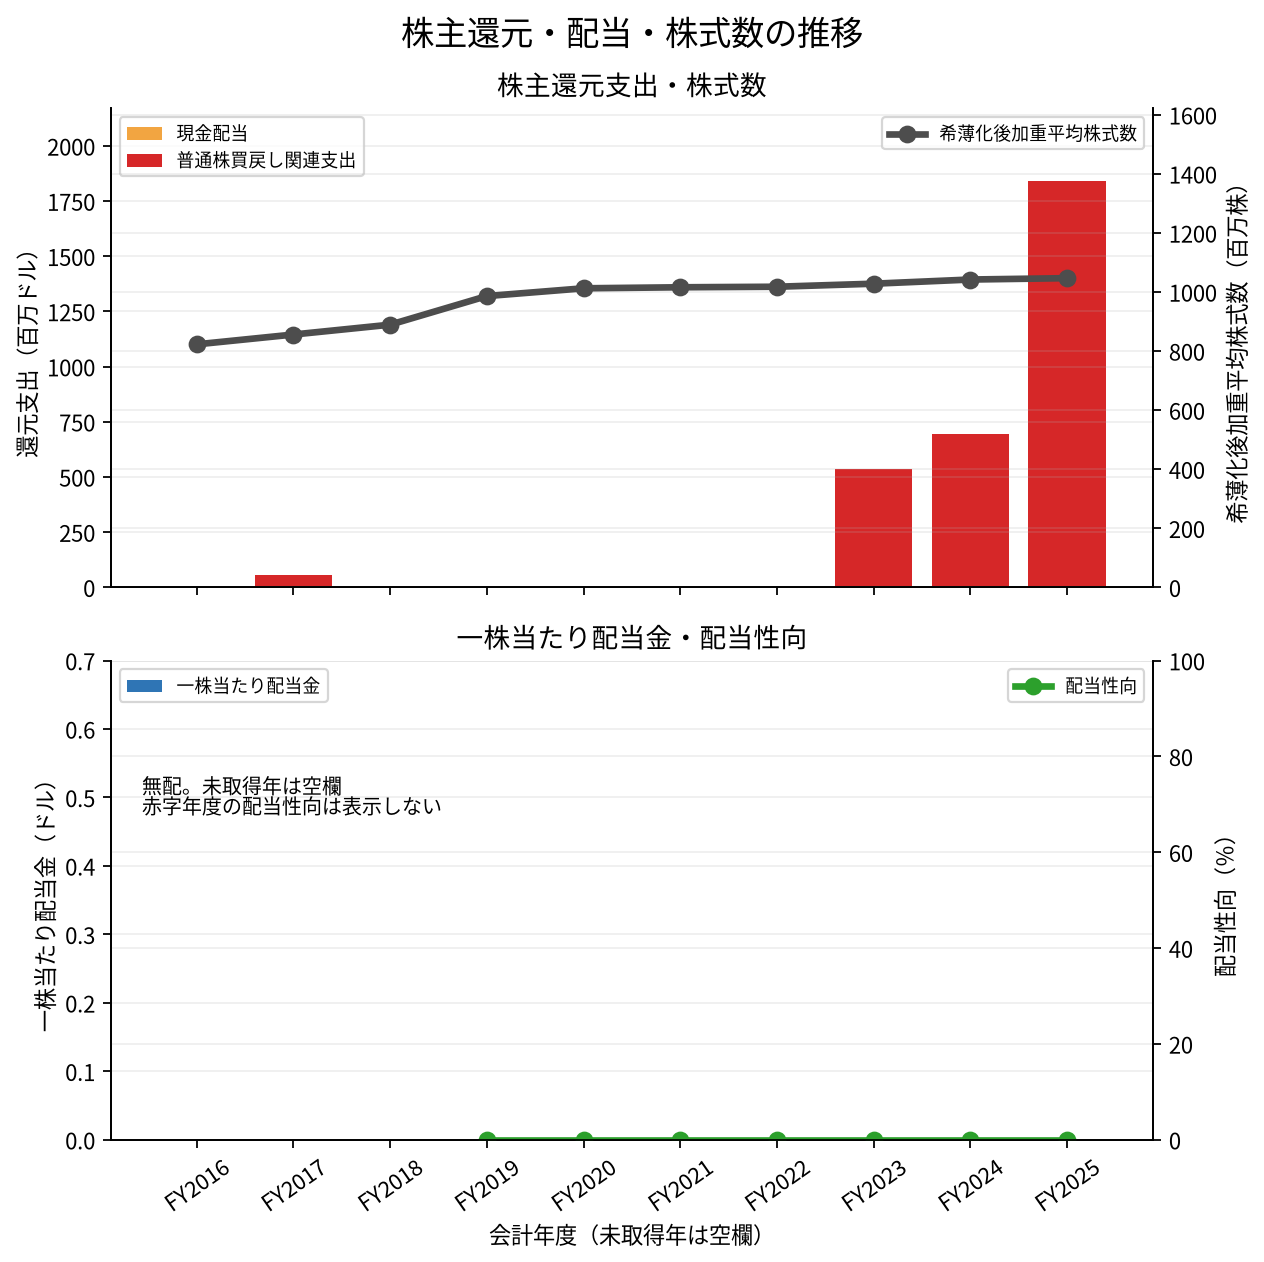 株主還元・配当・株式数の推移
株主還元支出・株式数
現金配当
普通株買戻し関連支出
希薄化後加重平均株式数
還元支出（百万ドル）
2000
1750
1500
1250
1000
750
500
250
0
1600
1400
1200
1000
800
600
400
200
0
希薄化後加重平均株式数（百万株）
一株当たり配当金・配当性向
一株当たり配当金
配当性向
無配。未取得年は空欄
赤字年度の配当性向は表示しない
一株当たり配当金（ドル）
0.7
0.6
0.5
0.4
0.3
0.2
0.1
0.0
100
80
60
40
20
0
配当性向（%）
FY2016
FY2017
FY2018
FY2019
FY2020
FY2021
FY2022
FY2023
FY2024
FY2025
会計年度（未取得年は空欄）